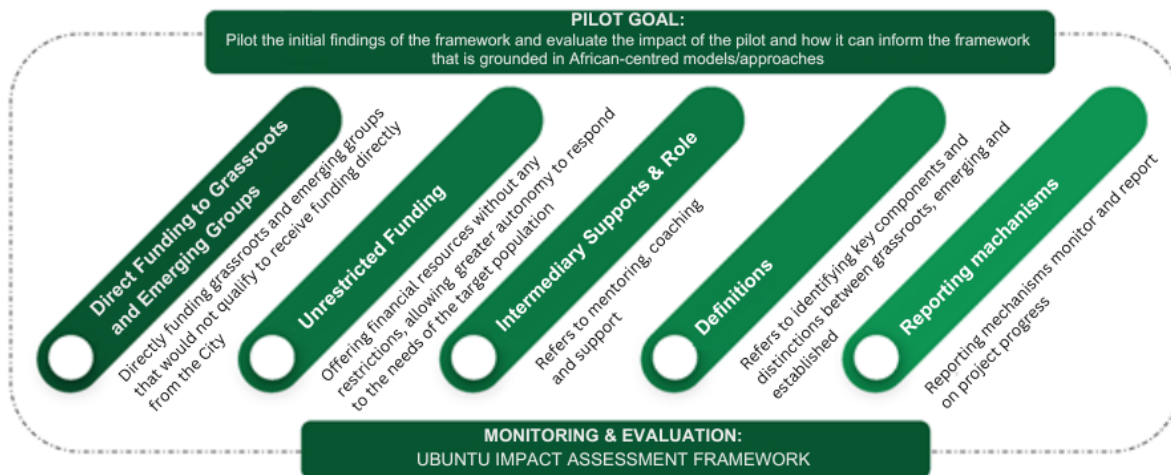 PILOT GOAL:
Pilot the initial findings of the framework and evaluate the impact of the pilot and how it can inform the framework
that is grounded in African-centred models/approaches
Direct Funding to Grassroots
and Emerging Groups
Directly funding grassroots and emerging groups
that would not qualify to receive funding directly
from the City
Unrestricted Funding
Offering financial resources without any
restrictions, allowing greater autonomy to respond
to the needs of the target population
Intermediary Supports & Role
Refers to mentoring, coaching
and support
Definitions
Refers to identifying key components and
distinctions between grassroots, emerging and
established
Reporting machanisms
Reporting mechanisms monitor and report
on project progress
MONITORING & EVALUATION:
UBUNTU IMPACT ASSESSMENT FRAMEWORK